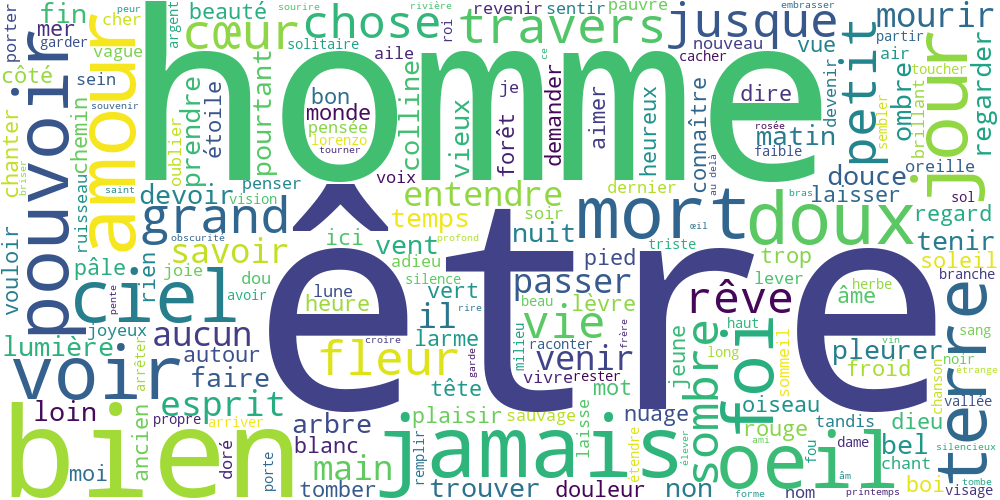 homme
être
bien
jamais
pouvoir
amour
voir
ciel
mort
doux
jour
terre
oeil
foi
rêve
vie
fleur
grand
savoir
cœur
travers
chose
jusque
petit
mourir
fin
beauté
cher
mer
porter
garder
peur
vague
côté
sein
souvenir
argent
sourire
rivière
solitaire
revenir
sentir
pauvre
embrasser
roi
aile
nouveau
cacher
vue
partir
air
regarder
toucher
devenir
ombre
brillant
sembler
chanter
briser
ruisseau
chemin
saint
oublier
prendre
étoile
pourtant
bon
monde
pensée
lorenzo
tourner
voix
colline
vieux
je
forêt
demander
aimer
heureux
connaître
au delà
dire
rosée
matin
faible
ce
oreille
douce
laisser
sol
regard
tenir
soleil
branche
devoir
penser
vision
entendre
dernier
bras
œil
temps
soir
nuit
profond
obscurité
ici
vent
adieu
silence
triste
pied
trop
lever
âme
herbe
vouloir
pâle
rien
joie
dou
avoir
lune
heure
vert
beau
rire
passer
lèvre
haut
sang
pente
joyeux
aucun
il
larme
croire
milieu
raconter
frère
venir
garde
sombre
jeune
long
sommeil
pleurer
froid
vin
noir
étrange
chanson
vallée
lumière
autour
faire
arrêter
tête
vivre
rester
mot
esprit
plaisir
sauvage
laisse
nuage
oiseau
tandis
dieu
loin
ancien
propre
arriver
arbre
blanc
doré
porte
moi
main
tomber
remplir
trouver
étendre
douleur
rouge
non
élever
ami
forme
fou
dame
nom
âm
bel
chant
boi
printemps
silencieux
tombe
visage